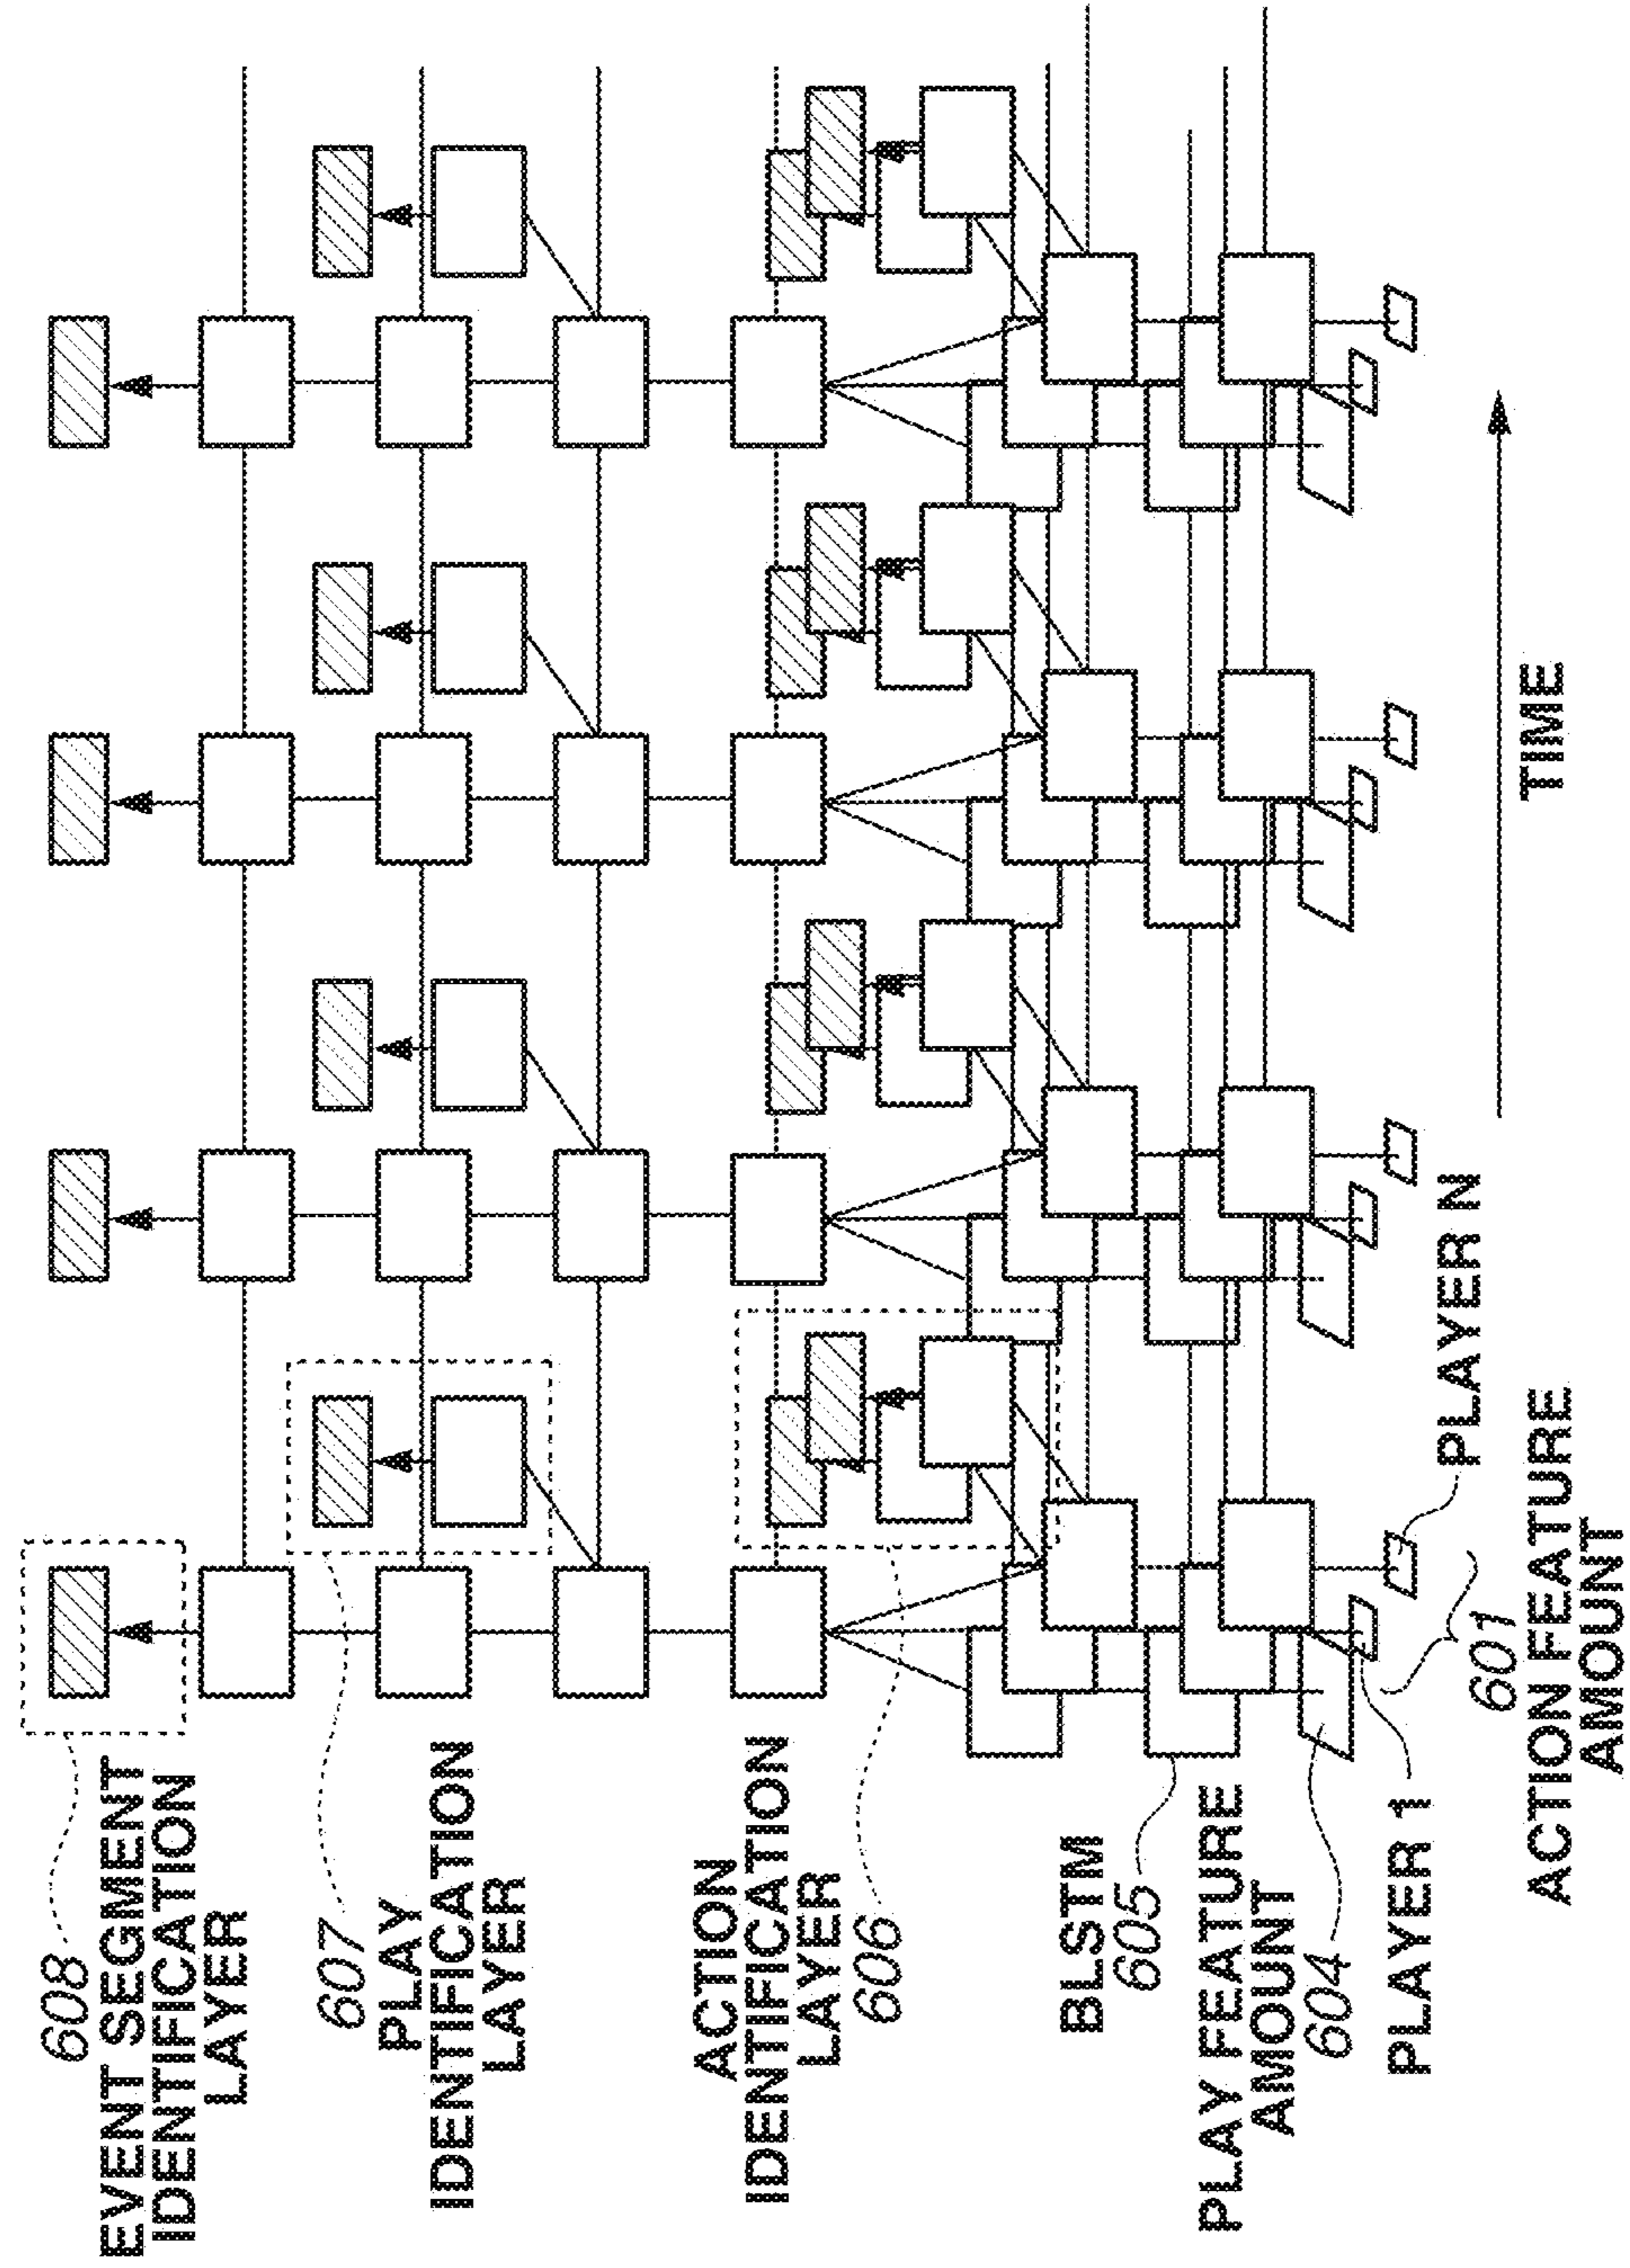 608
EVENT SEGMENT
IDENTIFICATION
LAYER
607
PLAY
IDENTIFICATION
LAYER
ACTION
IDENTIFICATION
LAYER
606
BLSTM
605
PLAY FEATURE
AMOUNT
604
PLAYER 1
PLAYER N
601
ACTION FEATURE
AMOUNT
TIME